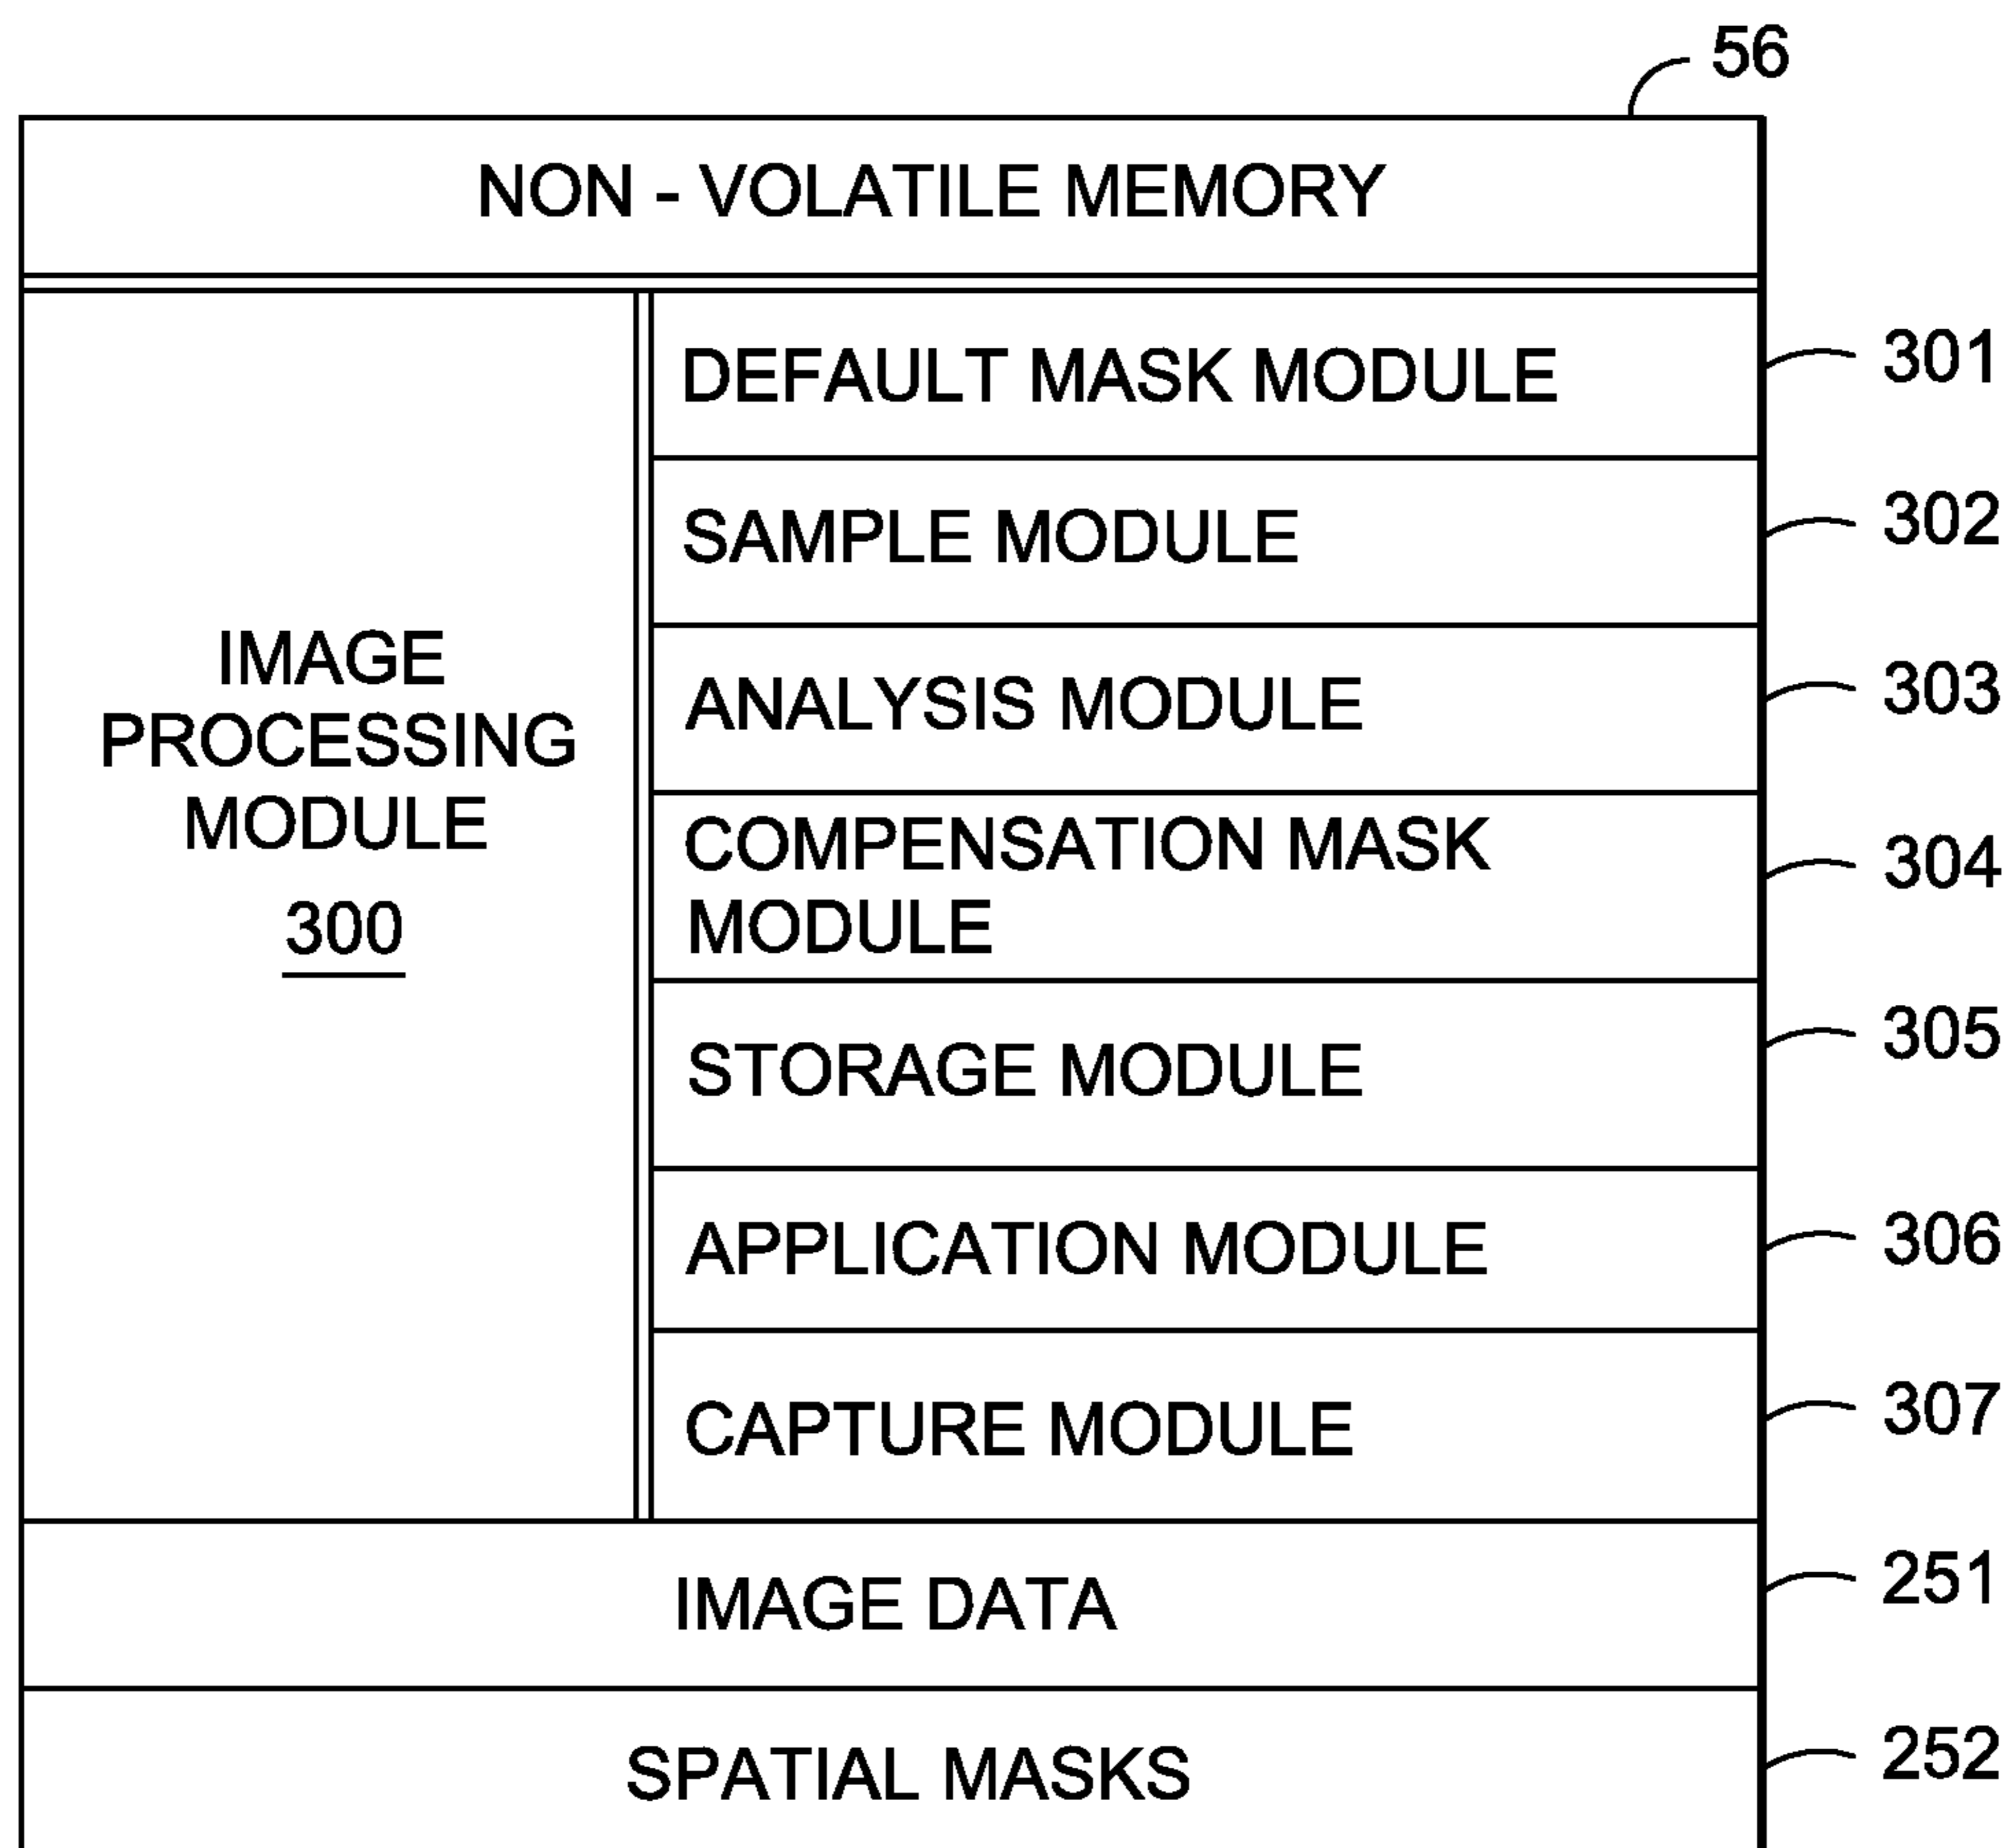 56
NON - VOLATILE MEMORY
IMAGE
PROCESSING
MODULE
300
DEFAULT MASK MODULE
301
SAMPLE MODULE
302
ANALYSIS MODULE
303
COMPENSATION MASK
MODULE
304
STORAGE MODULE
305
APPLICATION MODULE
306
CAPTURE MODULE
307
IMAGE DATA
251
SPATIAL MASKS
252